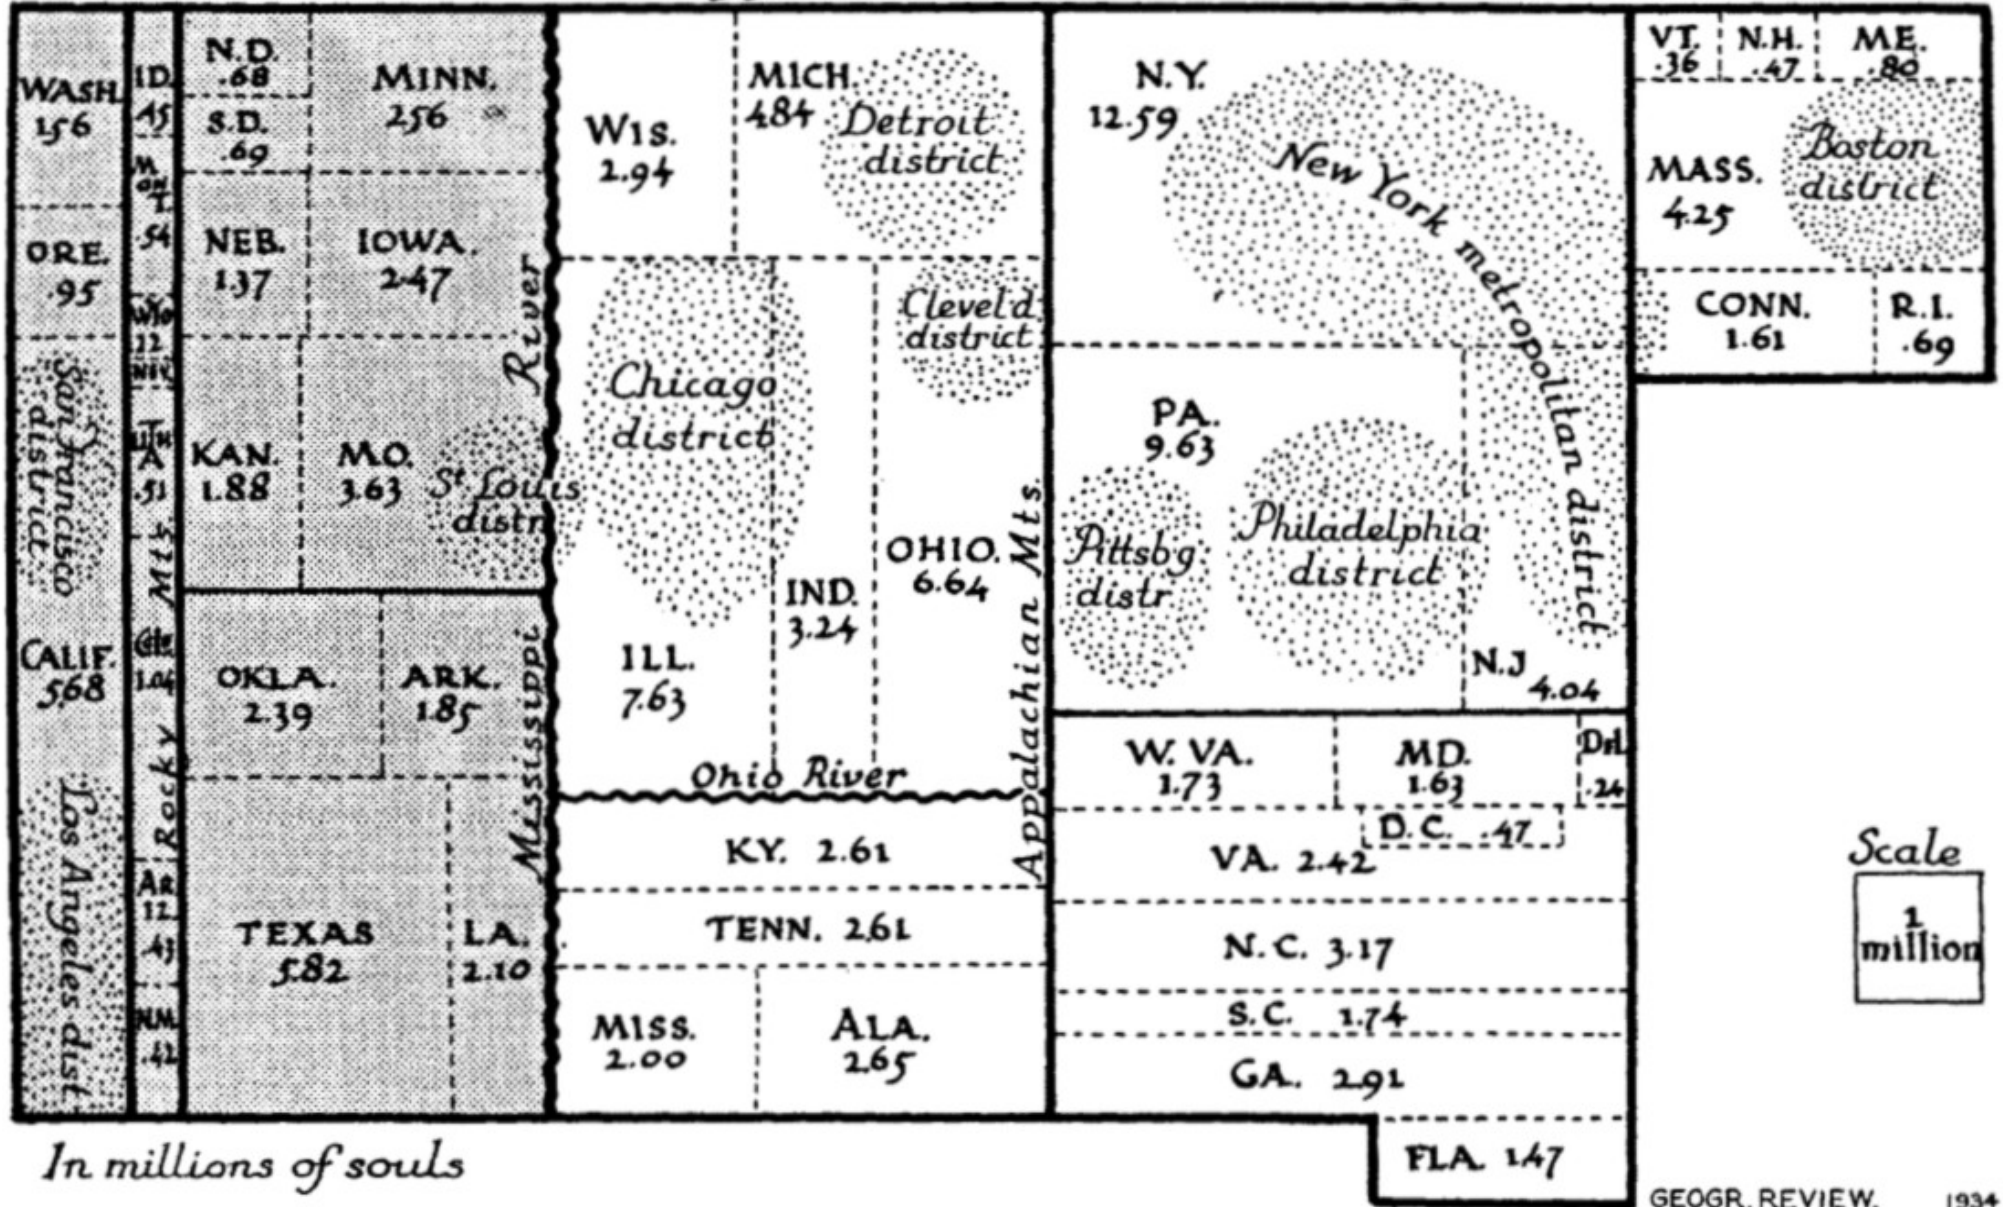 WASH.
1.56
ORE.
.95
San Francisco
district
CALIF.
5.68
Los Angeles dist
ID.
.45
MONT.
.54
WYO
.12
NEV.
UTHA
.51
COL.
1.04
Rocky Mts
AR
IZ.
.43
N.M.
.42
N.D.
.68
S.D.
.69
MINN.
2.56
NEB.
1.37
IOWA.
2.47
KAN.
1.88
MO.
3.63
St. Louis
distr
OKLA.
2.39
ARK.
1.85
TEXAS
5.82
LA.
2.10
Mississippi River
WIS.
2.94
MICH.
4.84
Detroit
district
Chicago
district
Cleveld
district
ILL.
7.63
IND.
3.24
OHIO.
6.64
Ohio River
KY. 2.61
TENN. 2.61
MISS.
2.00
ALA.
2.65
Appalachian Mts.
N.Y.
12.59
New York metropolitan district
PA.
9.63
Pittsbg
distr
Philadelphia
district
N.J
4.04
W. VA.
1.73
MD.
1.63
DEL
.24
D.C. .47
VA. 2.42
N.C. 3.17
S.C. 1.74
GA. 2.91
FLA. 1.47
VT.
.36
N.H.
.47
ME.
.80
MASS.
4.25
Boston
district
CONN.
1.61
R.I.
.69
Scale
1
million
In millions of souls
GEOGR. REVIEW. 1934